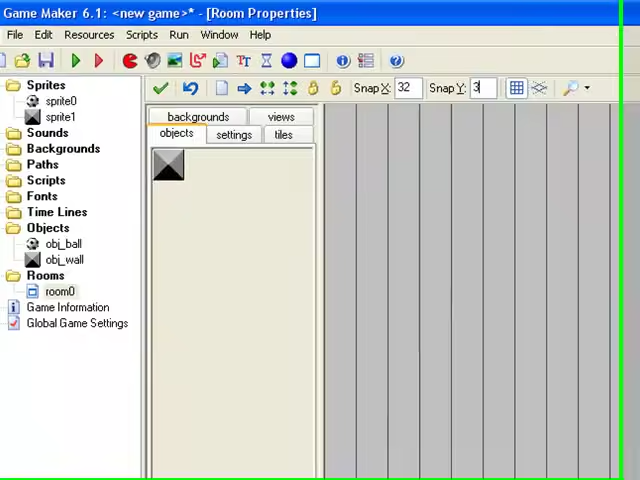 Game Maker 6.1: <new game>* - [Room Properties]
File Edit Resources Scripts Run Window Help
Snap X: 32 Snap Y: 3
Sprites
sprite0
sprite1
Sounds
Backgrounds
Paths
Scripts
Fonts
Time Lines
Objects
obj_ball
obj_wall
Rooms
room0
Game Information
Global Game Settings
backgrounds views
objects settings tiles